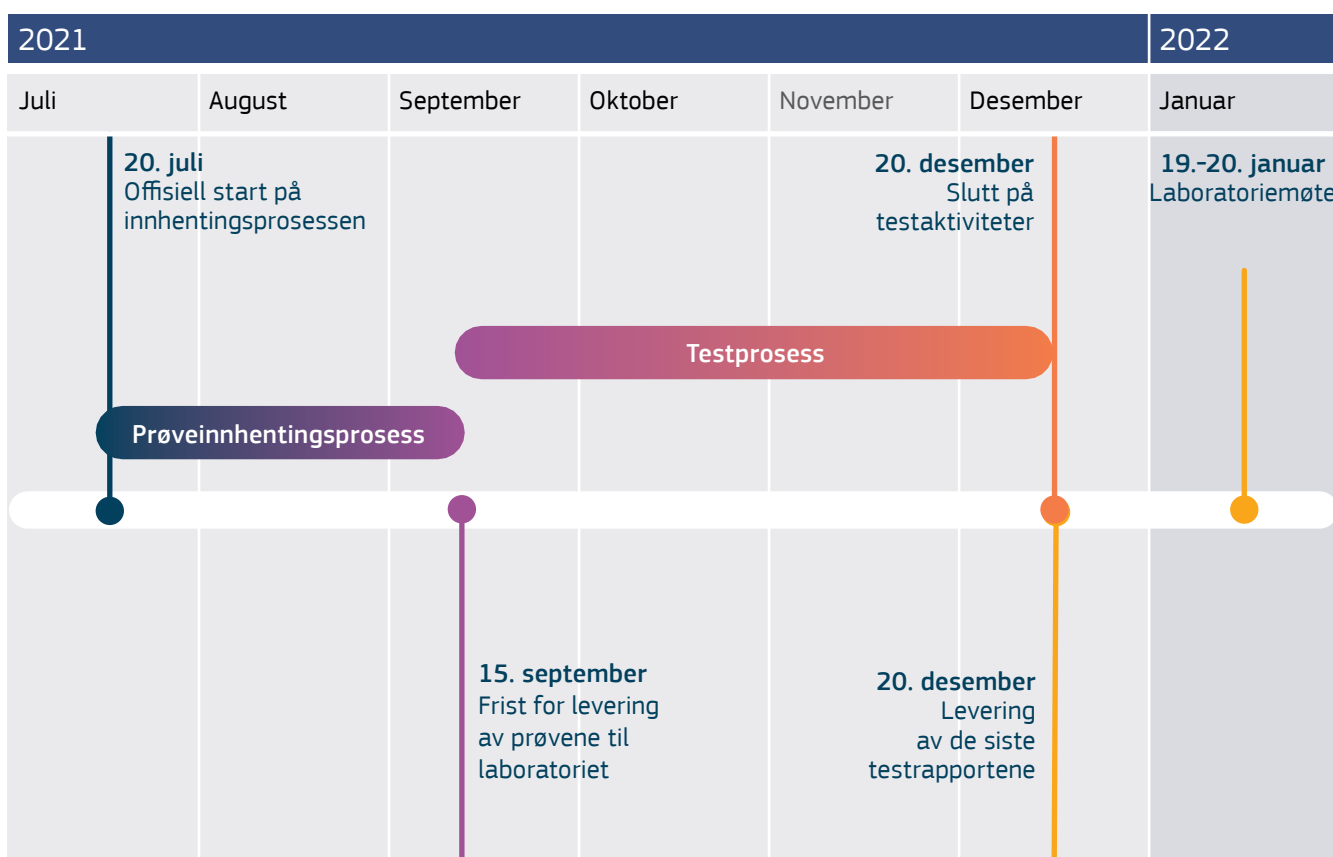 2021
2022
Juli
August
September
Oktober
November
Desember
Januar
20. juli
Offisiell start på
innhentingsprosessen
20. desember
Slutt på
testaktiviteter
19.-20. januar
Laboratoriemøte
Testprosess
Prøveinnhentingsprosess
15. september
Frist for levering
av prøvene til
laboratoriet
20. desember
Levering
av de siste
testrapportene